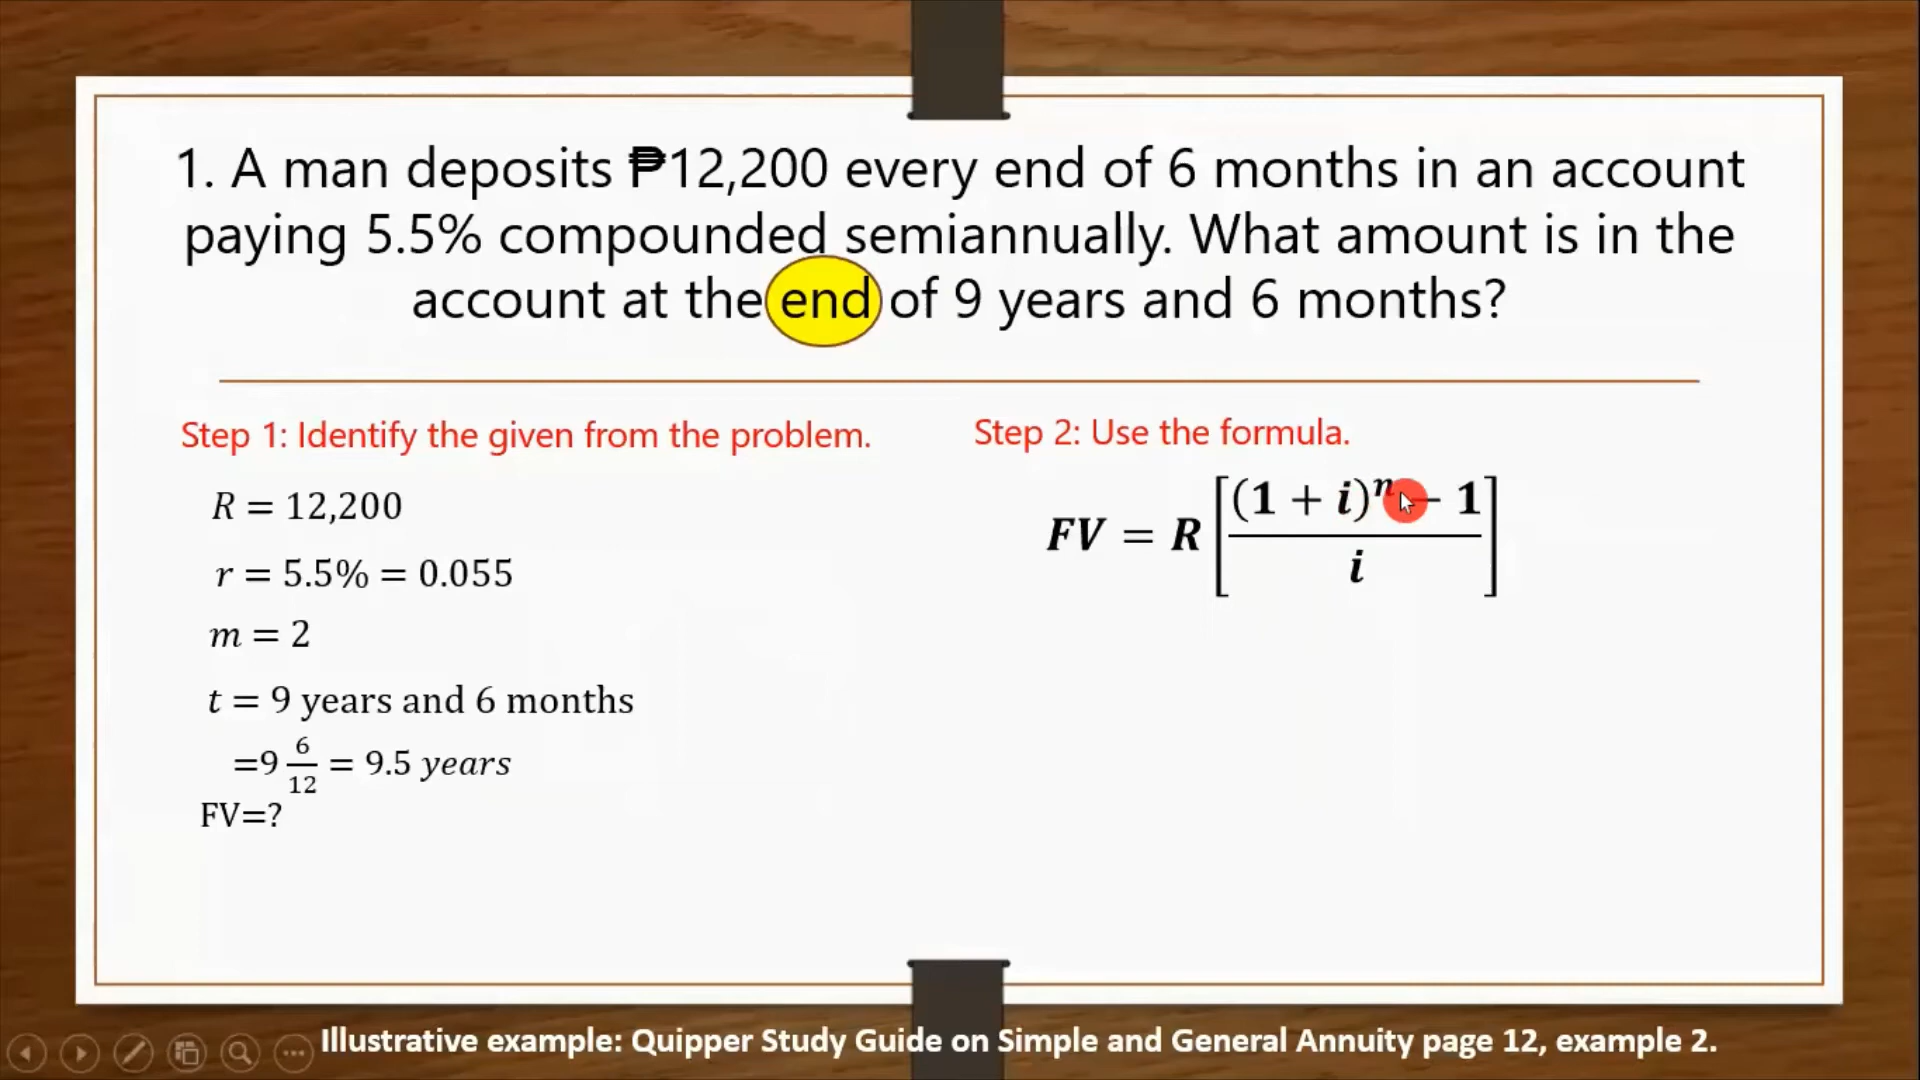 1. A man deposits ₱12,200 every end of 6 months in an account
paying 5.5% compounded semiannually. What amount is in the
account at the end of 9 years and 6 months?
Step 1: Identify the given from the problem.
R = 12,200
r = 5.5% = 0.055
m = 2
t = 9 years and 6 months
=9 6/12 = 9.5 years
FV=?
Step 2: Use the formula.
FV = R [((1 + i)^n − 1)/i]
Illustrative example: Quipper Study Guide on Simple and General Annuity page 12, example 2.